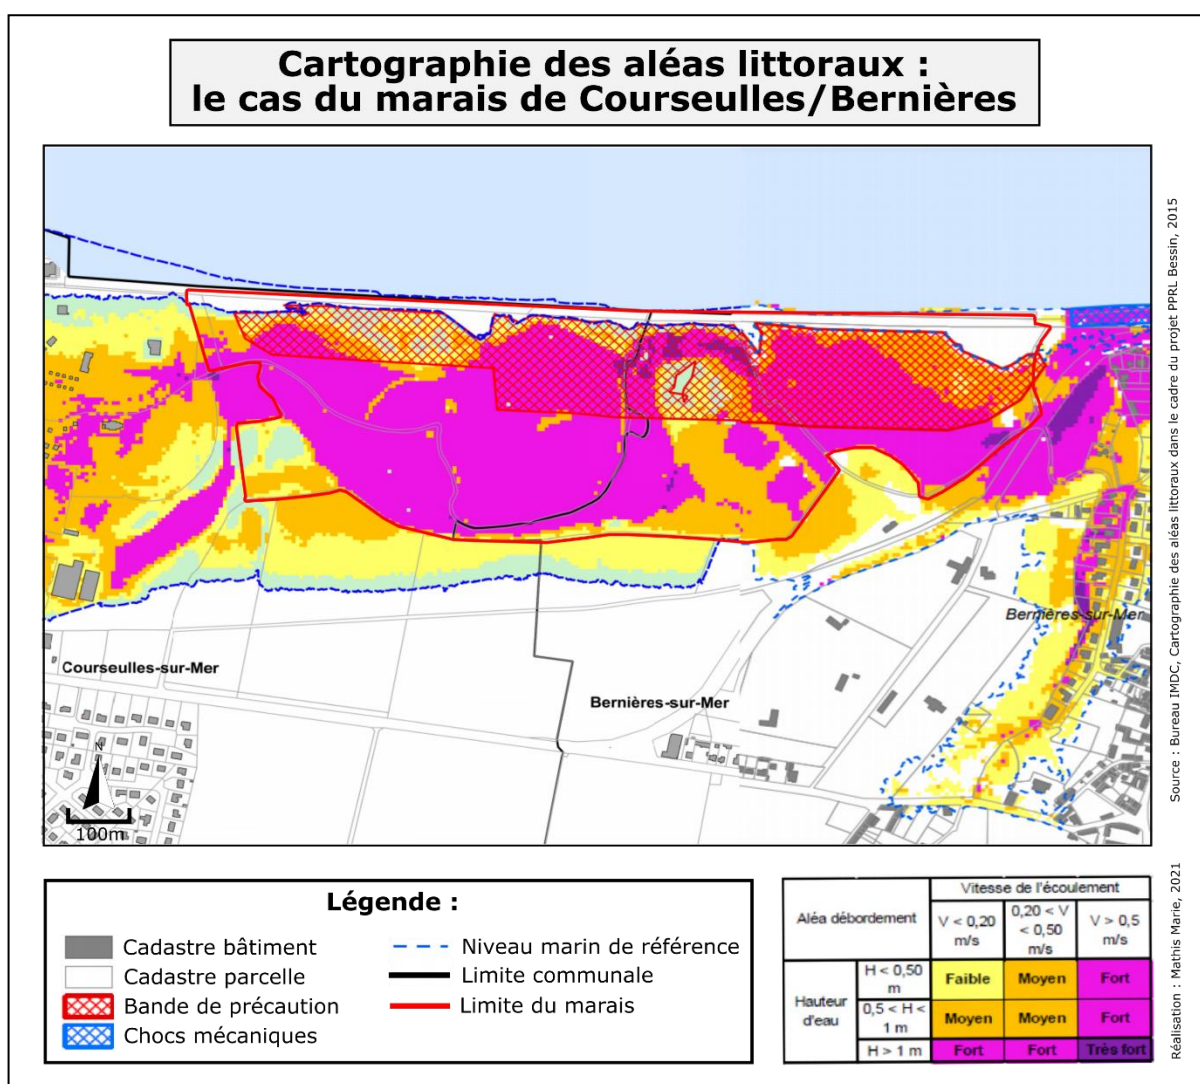 Cartographie des aléas littoraux :
le cas du marais de Courseulles/Bernières
Bernières-sur-Mer
Courseulles-sur-Mer
Bernières-sur-Mer
N
100m
Source : Bureau IMDC, Cartographie des aléas littoraux dans le cadre du projet PPRL Bessin, 2015
Réalisation : Mathis Marie, 2021
Légende :
Cadastre bâtiment
Cadastre parcelle
Bande de précaution
Chocs mécaniques
Niveau marin de référence
Limite communale
Limite du marais
Aléa débordement
Vitesse de l'écoulement
V < 0,20
m/s
0,20 < V
< 0,50
m/s
V > 0,5
m/s
Hauteur
d'eau
H < 0,50
m
Faible
Moyen
Fort
0,5 < H <
1 m
Moyen
Moyen
Fort
H > 1 m
Fort
Fort
Très fort